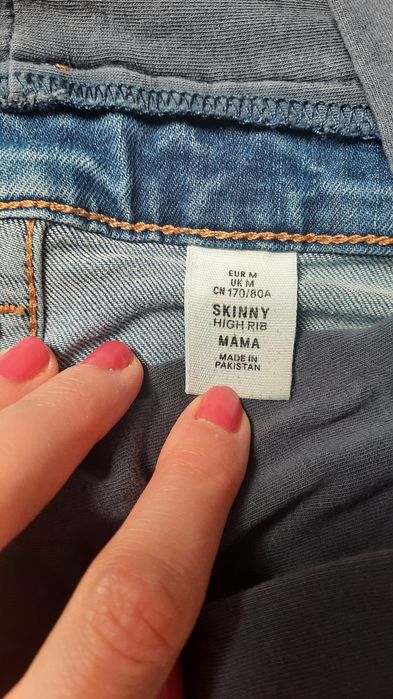 EUR M
UK M
CN 170/80A
SKINNY
HIGH RIB
MAMA
MADE IN
PAKISTAN